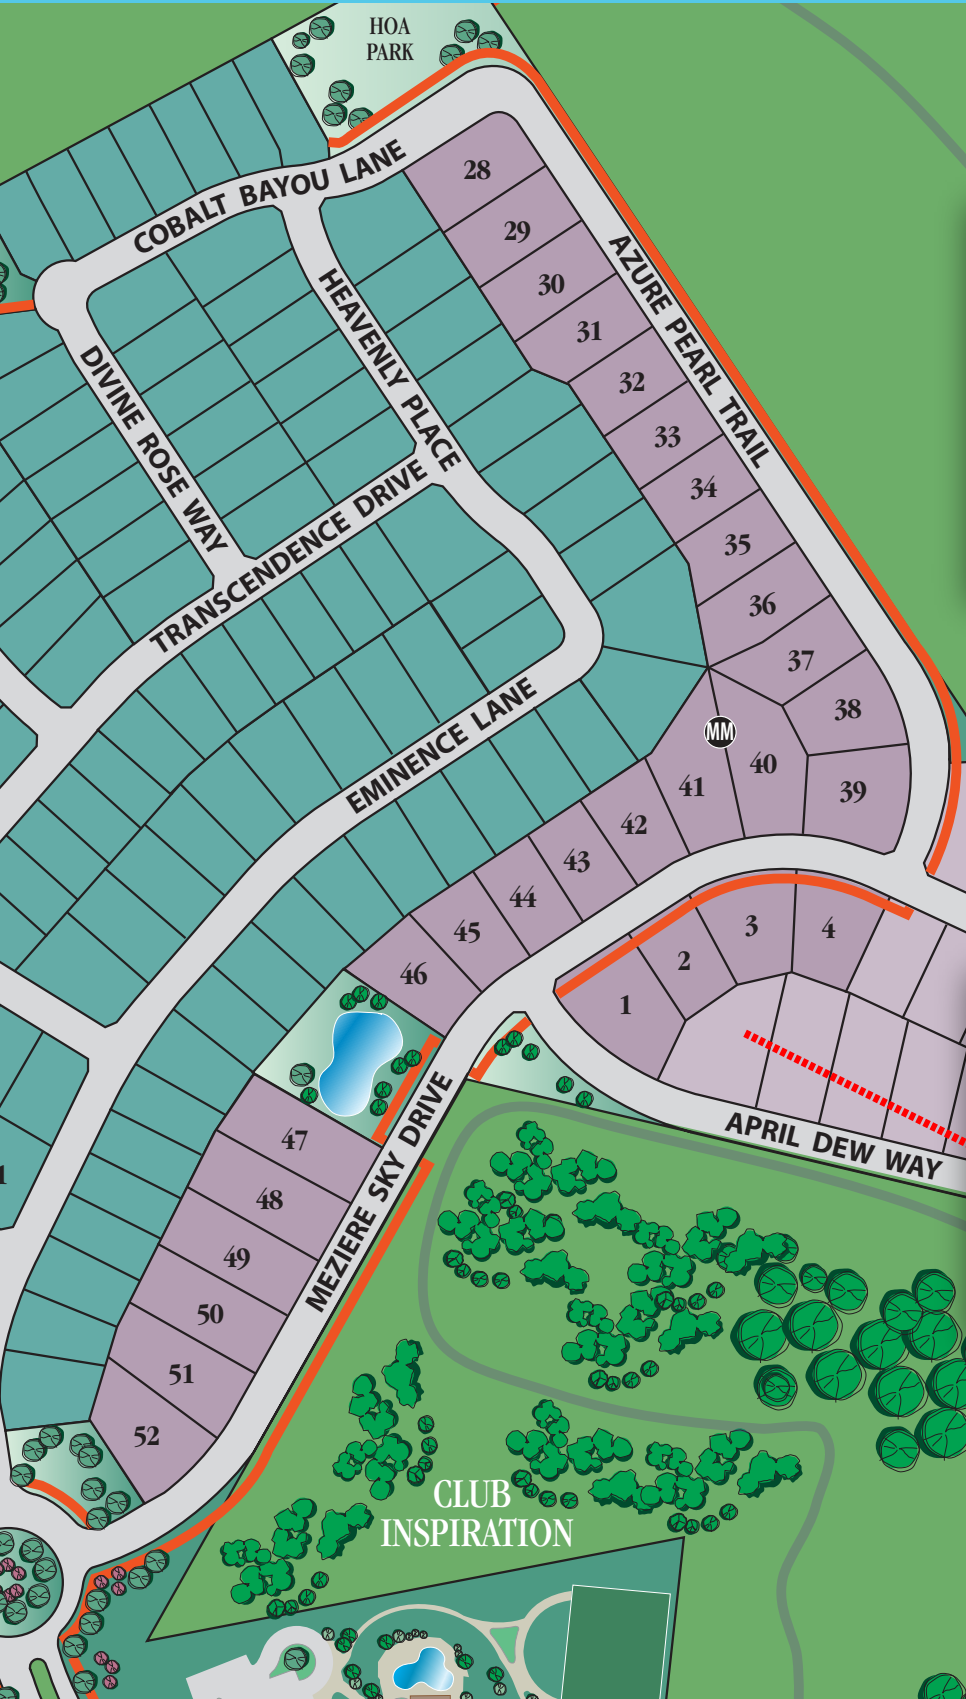 HOA
PARK
COBALT BAYOU LANE
28
29
30
31
32
33
34
35
36
37
38
39
40
41
42
43
44
45
46
MM
AZURE PEARL TRAIL
HEAVENLY PLACE
DIVINE ROSE WAY
TRANSCENDENCE DRIVE
EMINENCE LANE
1
2
3
4
APRIL DEW WAY
MEZIERE SKY DRIVE
47
48
49
50
51
52
CLUB
INSPIRATION